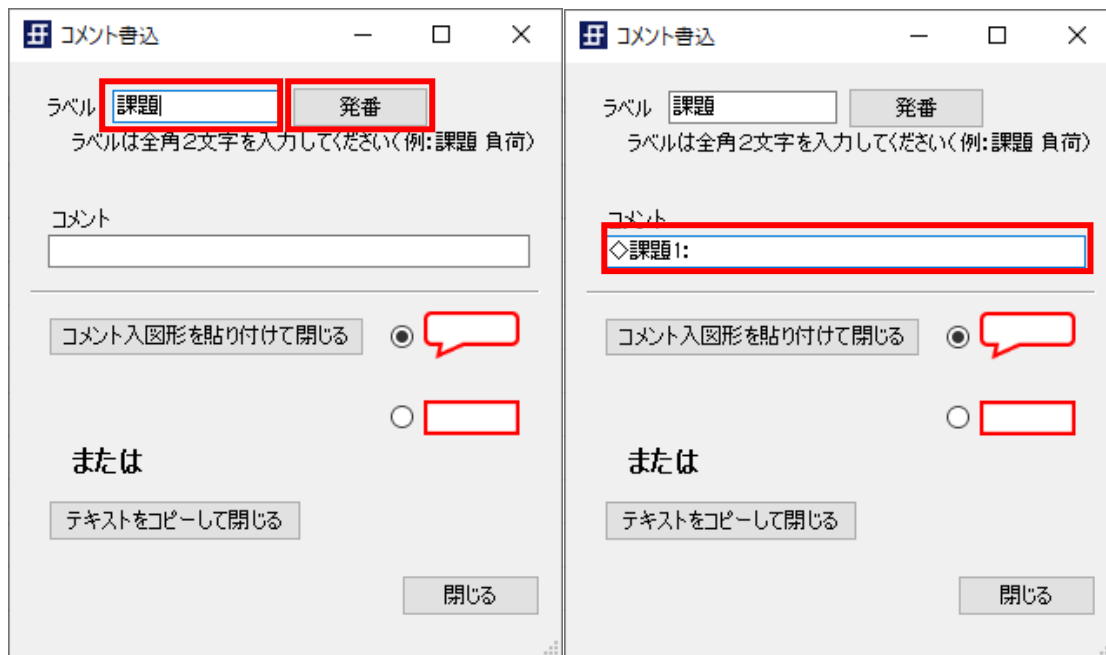 コメント書込
ラベル 課題 発番
ラベルは全角2文字を入力してください(例:課題 負荷)
コメント
コメント入図形を貼り付けて閉じる
または
テキストをコピーして閉じる
閉じる
コメント書込
ラベル 課題 発番
ラベルは全角2文字を入力してください(例:課題 負荷)
コメント
◇課題1:
コメント入図形を貼り付けて閉じる
または
テキストをコピーして閉じる
閉じる